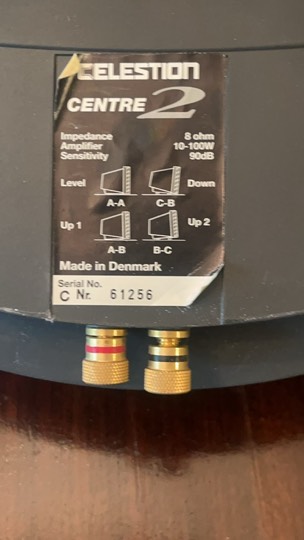 CELESTION
CENTRE 2
Impedance 8 ohm
Amplifier 10-100W
Sensitivity 90dB
Level Down
A-A C-B
Up 1 Up 2
A-B B-C
Made in Denmark
Serial No.
C Nr. 61256